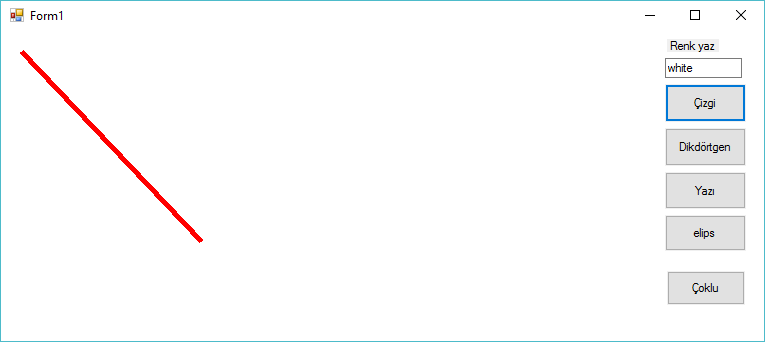 Form1
Renk yaz
white
Çizgi
Dikdörtgen
Yazı
elips
Çoklu